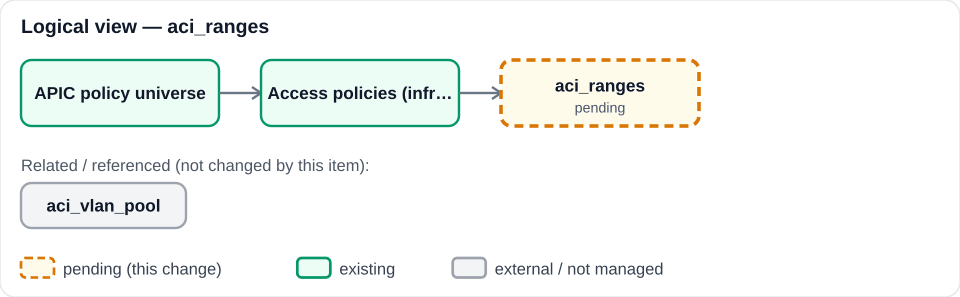 Logical view — aci_ranges
APIC policy universe
Access policies (infr…
aci_ranges
pending
Related / referenced (not changed by this item):
aci_vlan_pool
pending (this change)
existing
external / not managed